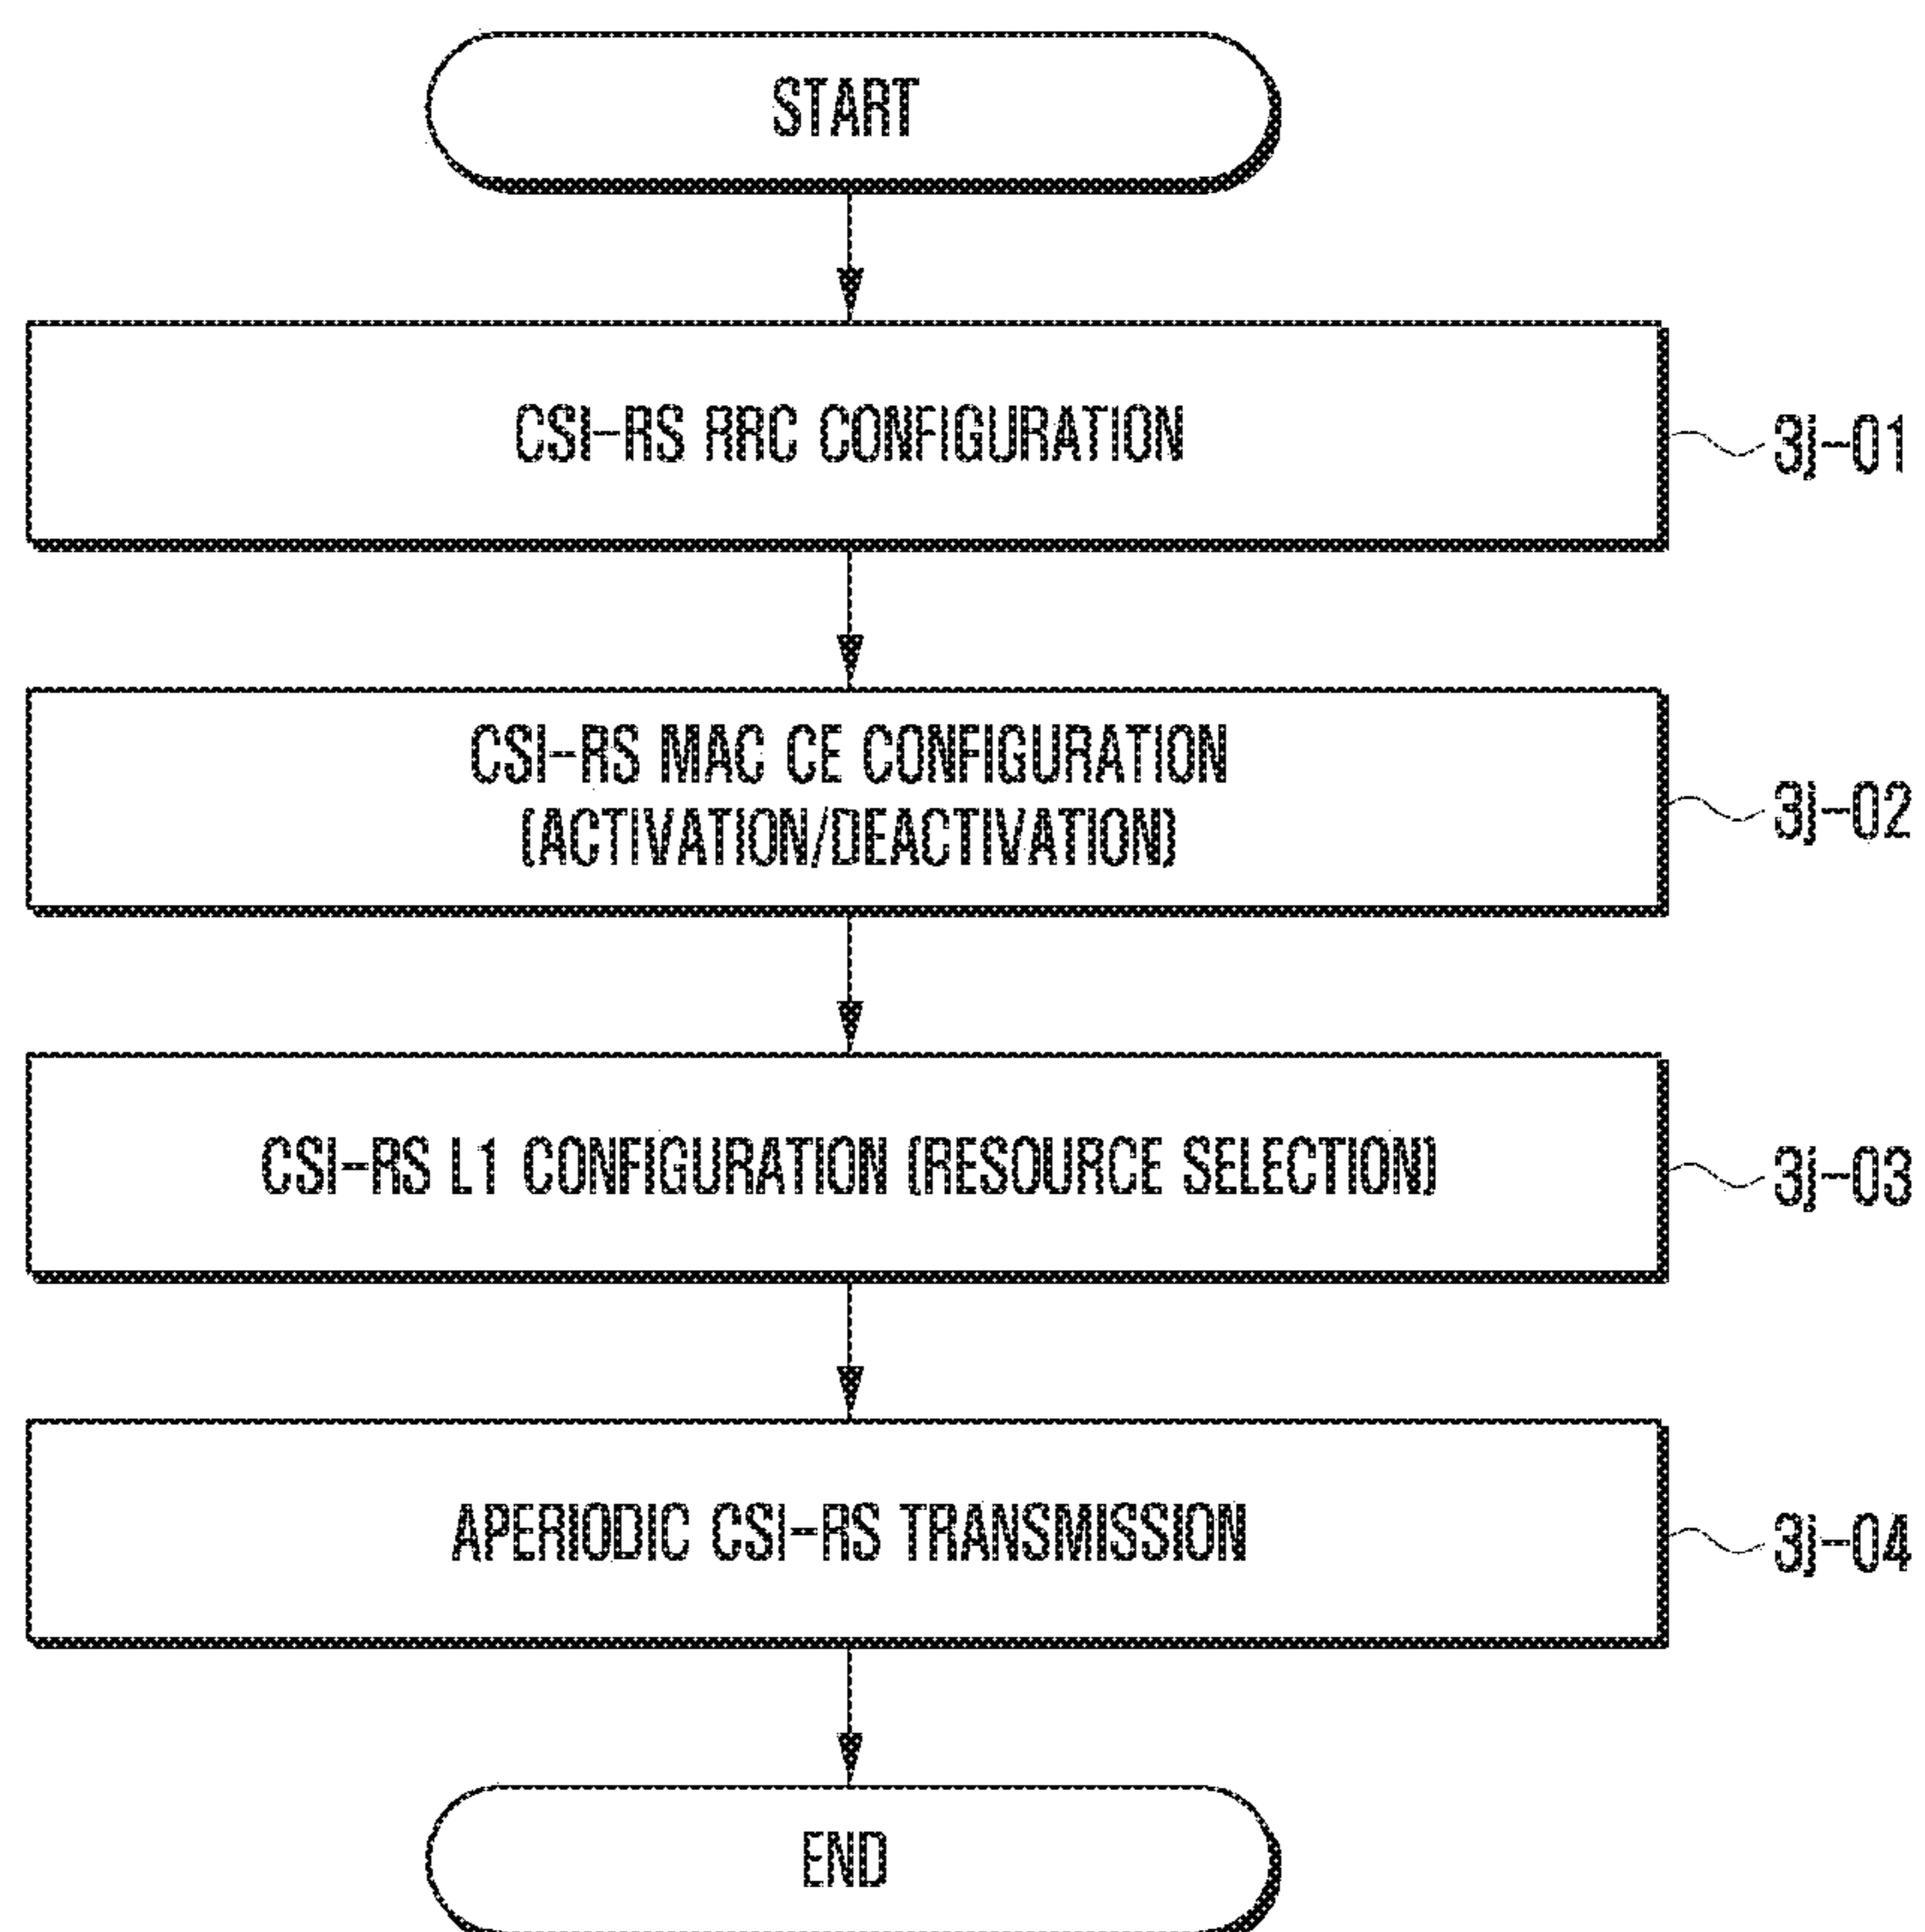 START
CSI-RS RRC CONFIGURATION
3j-01
CSI-RS MAC CE CONFIGURATION
(ACTIVATION/DEACTIVATION)
3j-02
CSI-RS L1 CONFIGURATION (RESOURCE SELECTION)
3j-03
APERIODIC CSI-RS TRANSMISSION
3j-04
END